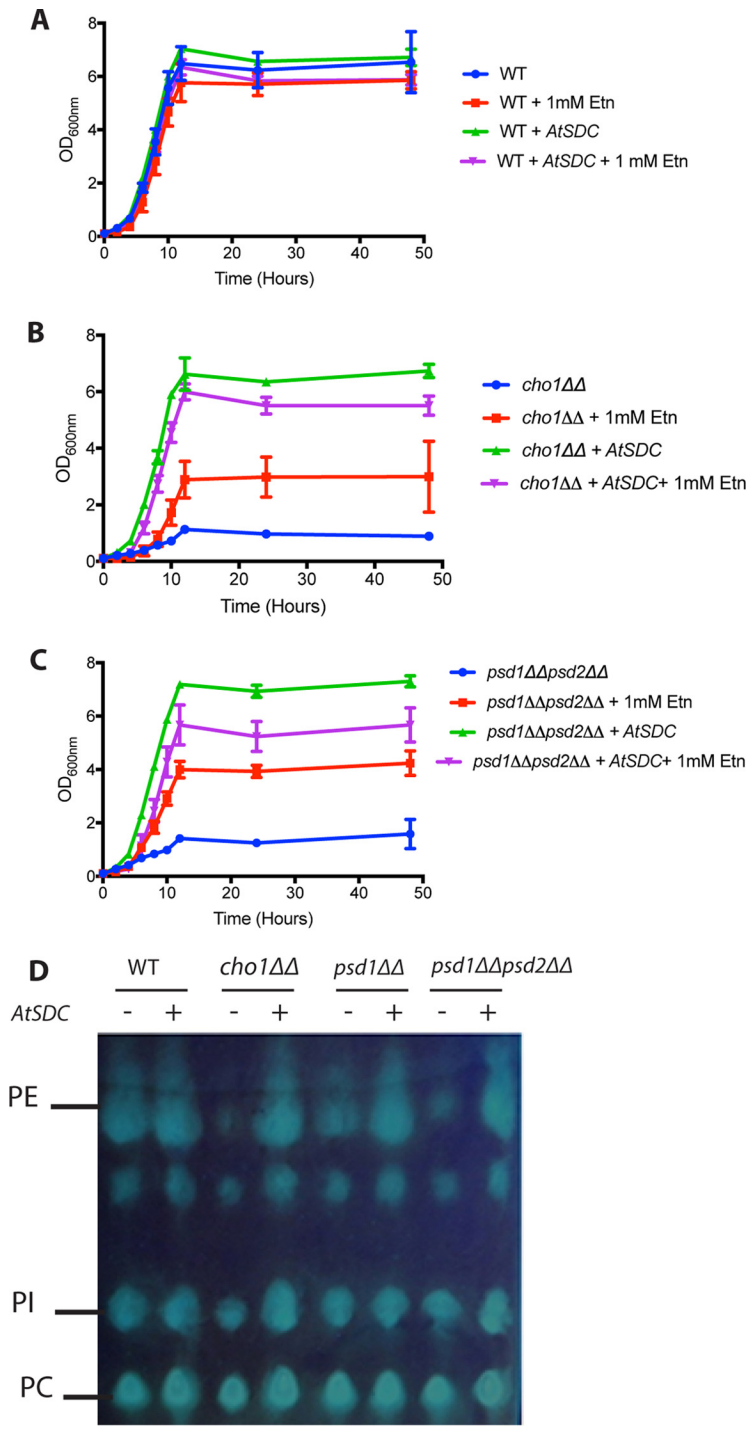 A
8
6
4
2
0
OD600nm
0 10 20 30 40 50
Time (Hours)
WT
WT + 1mM Etn
WT + AtSDC
WT + AtSDC + 1 mM Etn
B
8
6
4
2
0
OD600nm
0 10 20 30 40 50
Time (Hours)
cho1ΔΔ
cho1ΔΔ + 1mM Etn
cho1ΔΔ + AtSDC
cho1ΔΔ + AtSDC+ 1mM Etn
C
8
6
4
2
0
OD600nm
0 10 20 30 40 50
Time (Hours)
psd1ΔΔpsd2ΔΔ
psd1ΔΔpsd2ΔΔ + 1mM Etn
psd1ΔΔpsd2ΔΔ + AtSDC
psd1ΔΔpsd2ΔΔ + AtSDC+ 1mM Etn
D
WT cho1ΔΔ psd1ΔΔ psd1ΔΔpsd2ΔΔ
AtSDC - + - + - + - +
PE
PI
PC